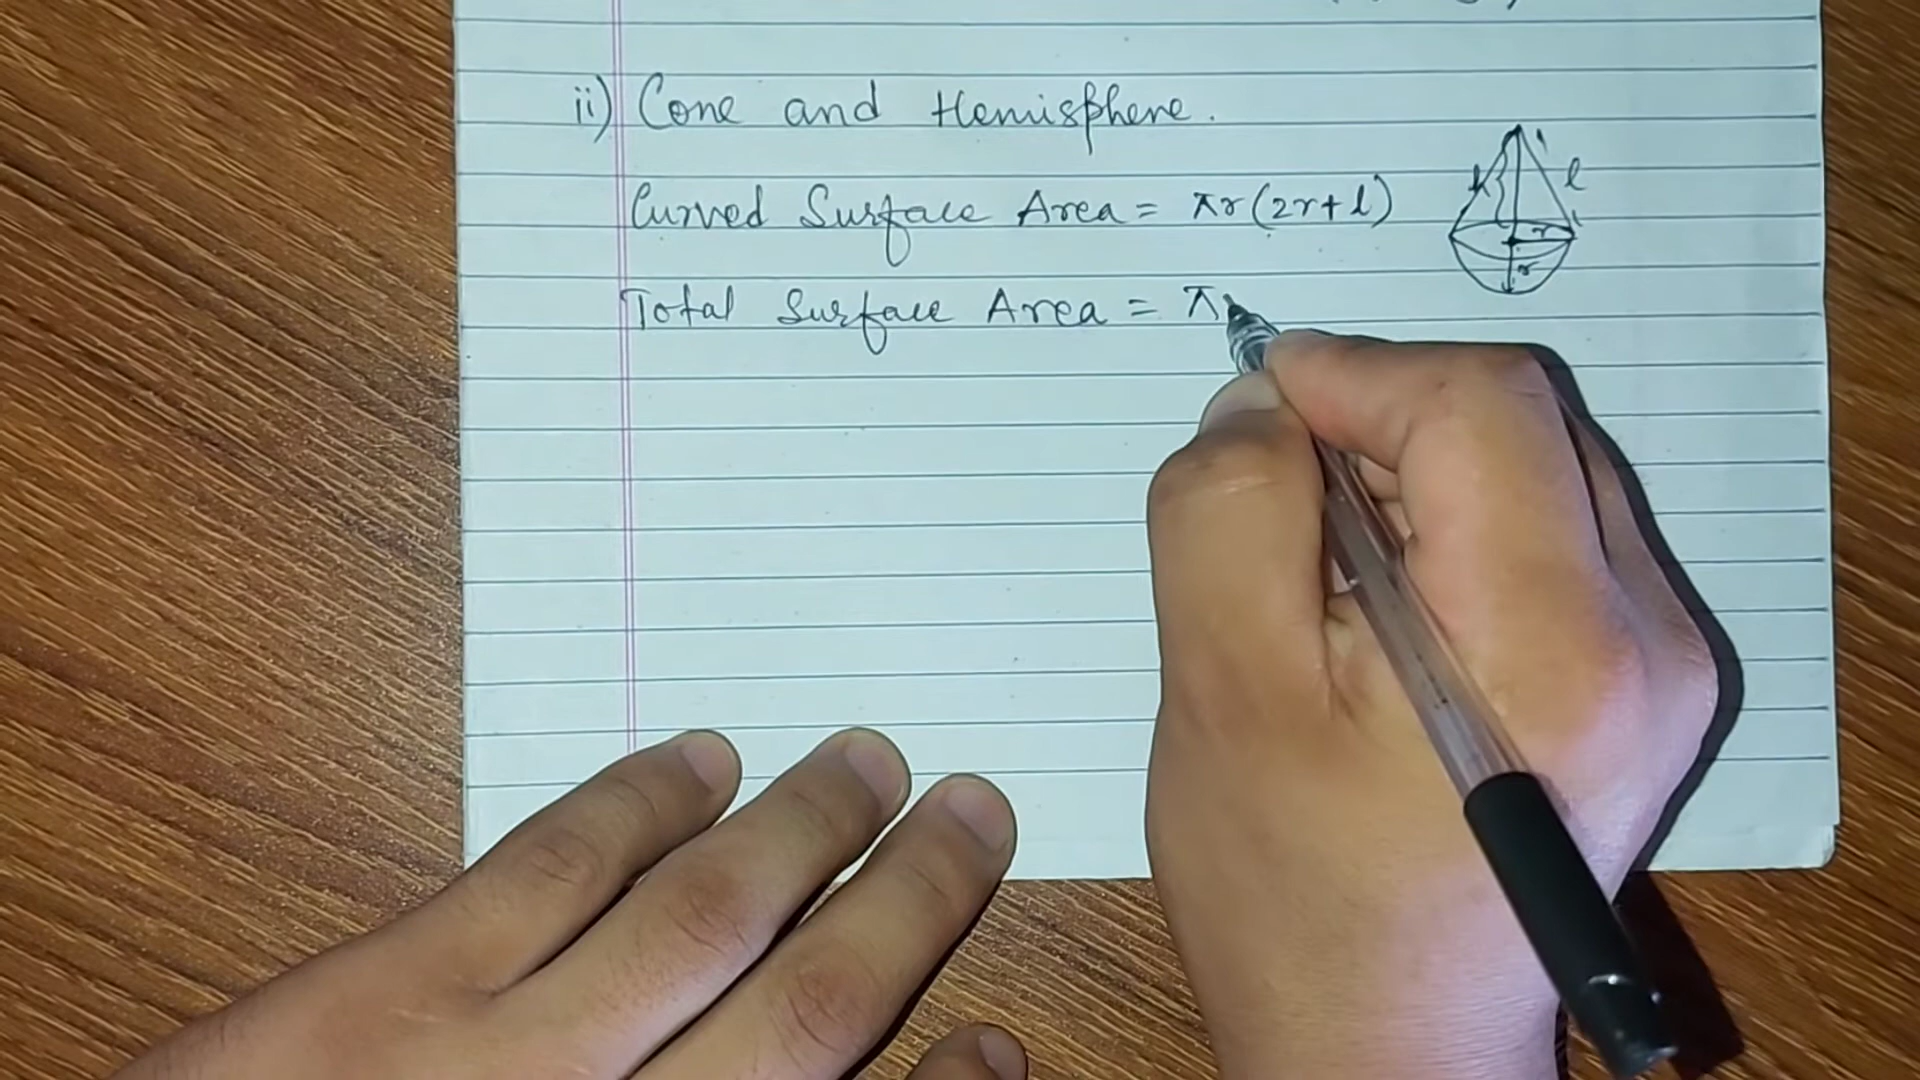 ii) Cone and Hemisphere.
Curved Surface Area = πr(2r+l)
Total Surface Area = π
h
l
r
r